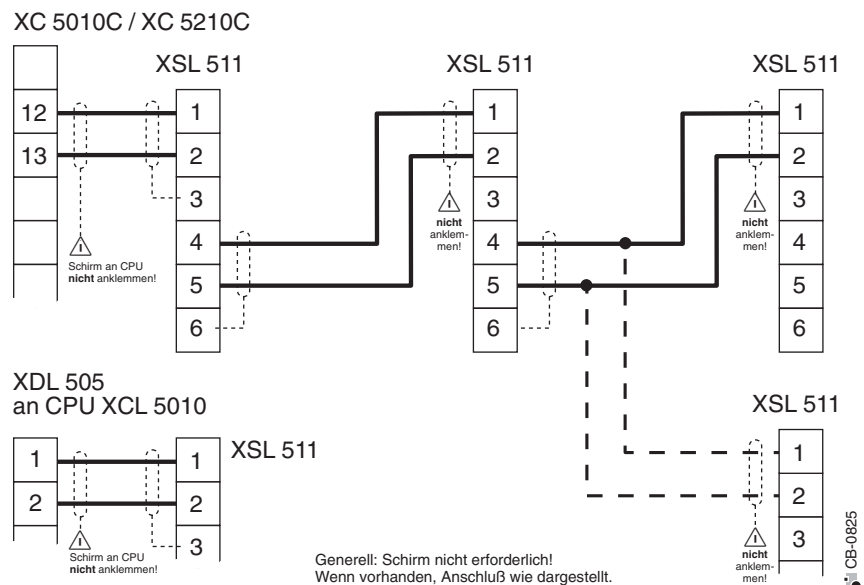 XC 5010C / XC 5210C
XSL 511
XSL 511
XSL 511
12
13
1
2
3
4
5
6
1
2
3
4
5
6
1
2
3
4
5
6
Schirm an CPU
nicht anklemmen!
nicht
anklem-
men!
nicht
anklem-
men!
XDL 505
an CPU XCL 5010
XSL 511
XSL 511
1
2
1
2
3
1
2
3
Schirm an CPU
nicht anklemmen!
nicht
anklem-
men!
Generell: Schirm nicht erforderlich!
Wenn vorhanden, Anschluß wie dargestellt.
CB-0825